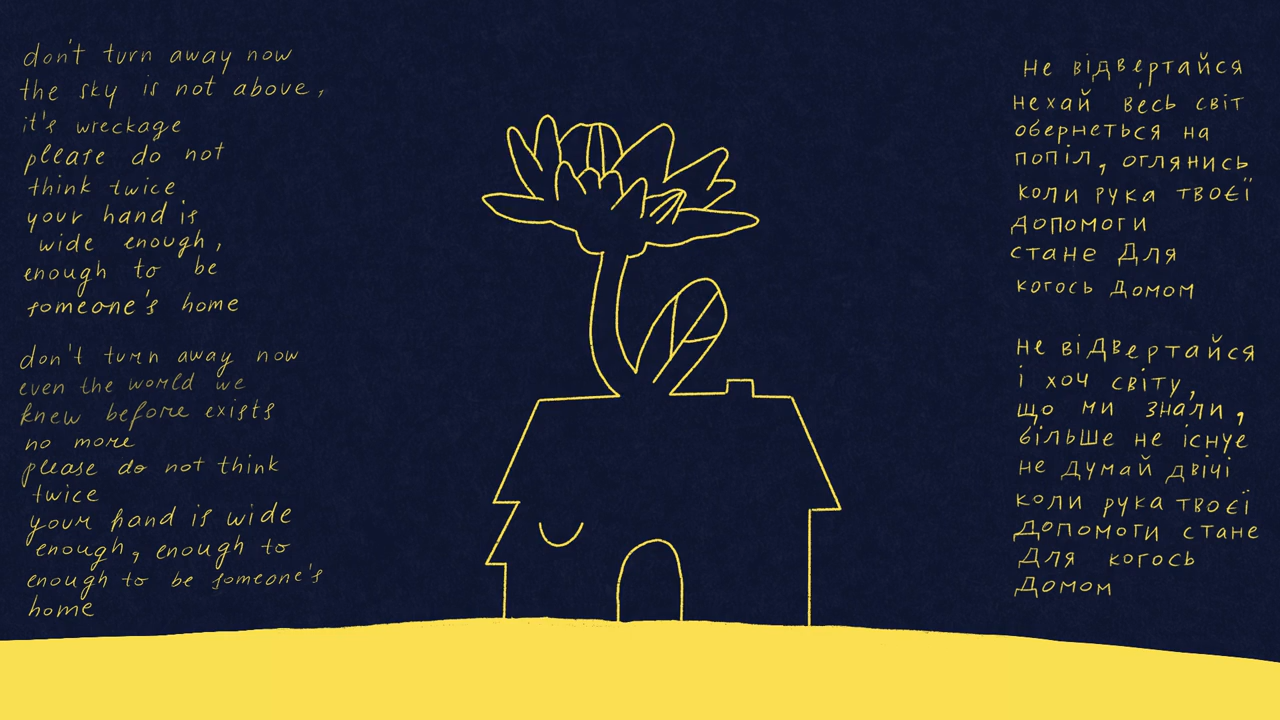 don't turn away now
the sky is not above,
it's wreckage
please do not
think twice
your hand is
wide enough,
enough to be
someone's home
don't turn away now
even the world we
knew before exists
no more
please do not think
twice
your hand is wide
enough, enough to
enough to be someone's
home
Не відвертайся
нехай весь світ
обернеться на
попіл, оглянись
коли рука твоєї
допомоги
стане Для
когось Домом
Не віДвертайся
і хоч світу,
що ми знали,
більше не існує
не думай двічі
коли рука твоєї
Допомоги стане
Для когось
Домом